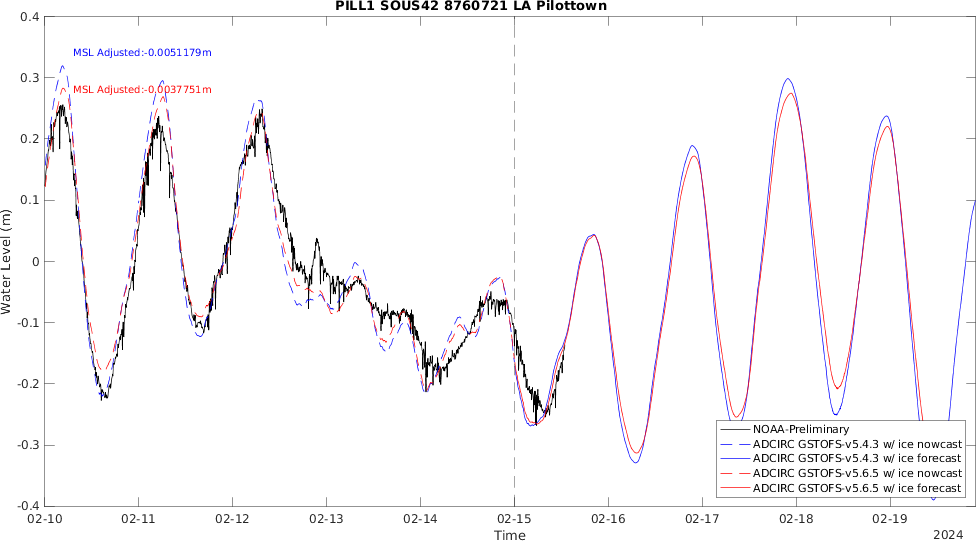 PILL1 SOUS42 8760721 LA Pilottown
MSL Adjusted:-0.0051179m
MSL Adjusted:-0.0037751m
Water Level (m)
0.4
0.3
0.2
0.1
0
-0.1
-0.2
-0.3
-0.4
NOAA-Preliminary
ADCIRC GSTOFS-v5.4.3 w/ ice nowcast
ADCIRC GSTOFS-v5.4.3 w/ ice forecast
ADCIRC GSTOFS-v5.6.5 w/ ice nowcast
ADCIRC GSTOFS-v5.6.5 w/ ice forecast
02-10 02-11 02-12 02-13 02-14 02-15 02-16 02-17 02-18 02-19
Time
2024